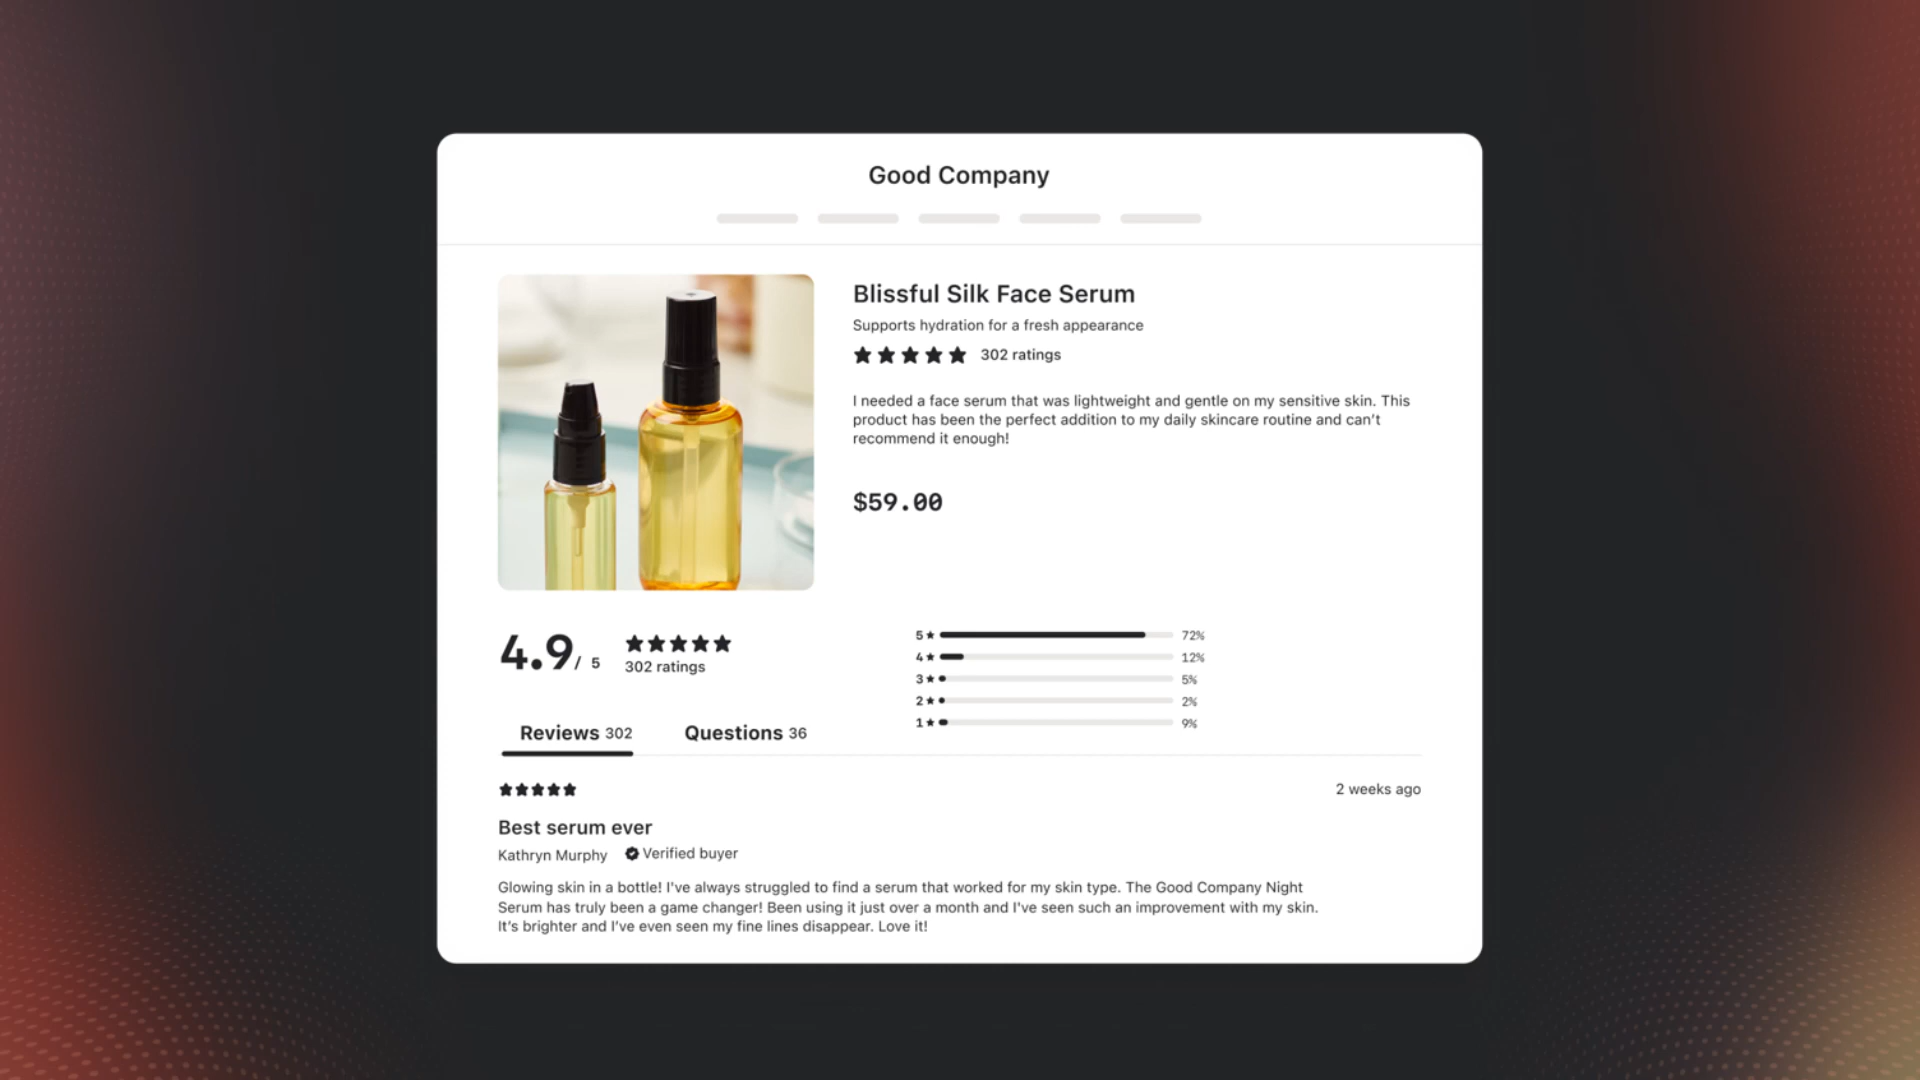 Good Company
Blissful Silk Face Serum
Supports hydration for a fresh appearance
302 ratings
I needed a face serum that was lightweight and gentle on my sensitive skin. This
product has been the perfect addition to my daily skincare routine and can’t
recommend it enough!
$59.00
4.9/ 5
302 ratings
5★ 72%
4★ 12%
3★ 5%
2★ 2%
1★ 9%
Reviews 302 Questions 36
2 weeks ago
Best serum ever
Kathryn Murphy Verified buyer
Glowing skin in a bottle! I've always struggled to find a serum that worked for my skin type. The Good Company Night
Serum has truly been a game changer! Been using it just over a month and I've seen such an improvement with my skin.
It’s brighter and I’ve even seen my fine lines disappear. Love it!